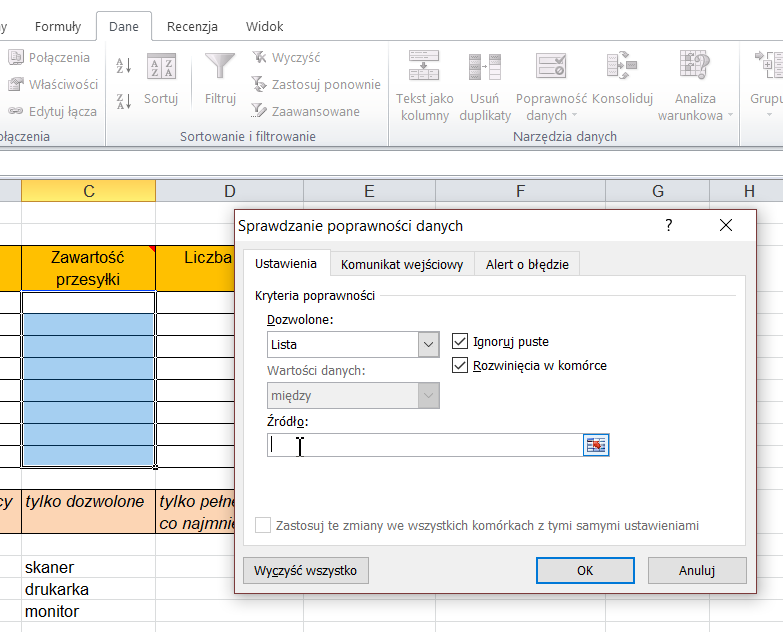 y Formuły Dane Recenzja Widok
Połączenia
Właściwości
Edytuj łącza
ołączenia
Sortuj
Filtruj
Wyczyść
Zastosuj ponownie
Zaawansowane
Sortowanie i filtrowanie
Tekst jako kolumny
Usuń duplikaty
Poprawność danych
Konsoliduj
Analiza warunkowa
Grupu
Narzędzia danych
C D E F G H
Zawartość
przesyłki
Liczba
Sprawdzanie poprawności danych
Ustawienia Komunikat wejściowy Alert o błędzie
Kryteria poprawności
Dozwolone:
Lista
Ignoruj puste
Rozwinięcia w komórce
Wartości danych:
między
Źródło:
Zastosuj te zmiany we wszystkich komórkach z tymi samymi ustawieniami
Wyczyść wszystko OK Anuluj
cy tylko dozwolone tylko pełne
co najmnie
skaner
drukarka
monitor